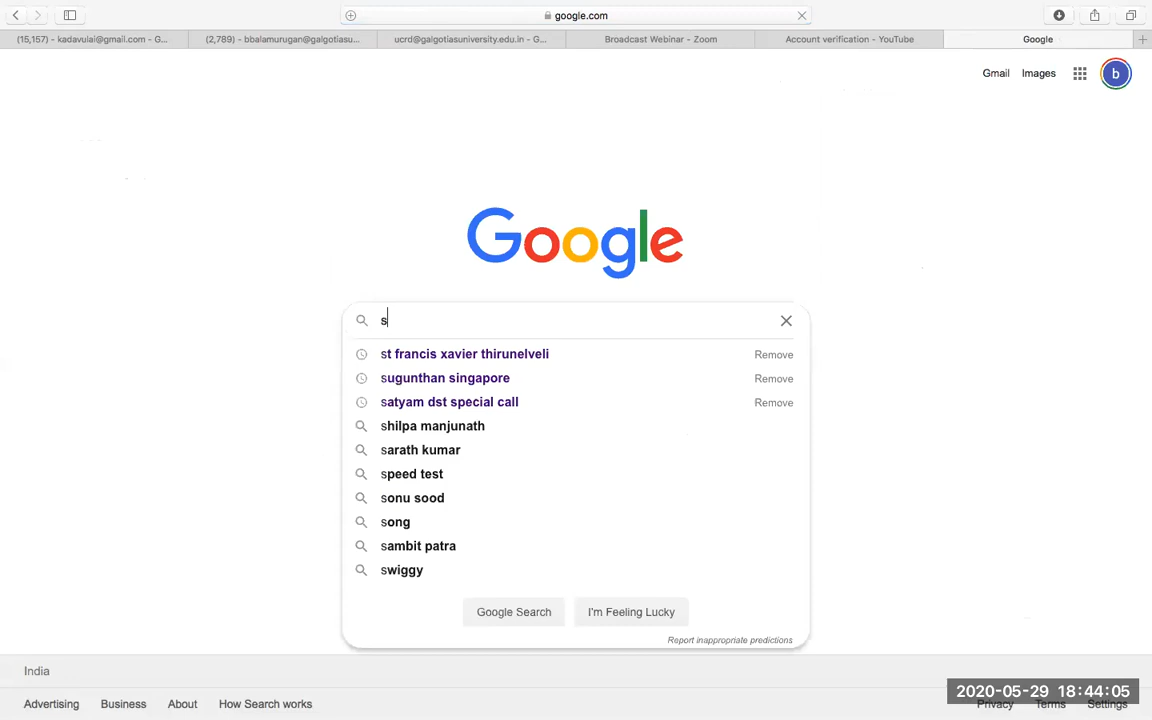 google.com
(15,157) - kadavulai@gmail.com - G...
(2,789) - bbalamurugan@galgotiasu...
ucrd@galgotiasuniversity.edu.in - G...
Broadcast Webinar - Zoom
Account verification - YouTube
Google
Gmail Images b
Google
s
st francis xavier thirunelveli Remove
sugunthan singapore Remove
satyam dst special call Remove
shilpa manjunath
sarath kumar
speed test
sonu sood
song
sambit patra
swiggy
Google Search I'm Feeling Lucky
Report inappropriate predictions
India
2020-05-29 18:44:05
Advertising Business About How Search works Privacy Terms Settings